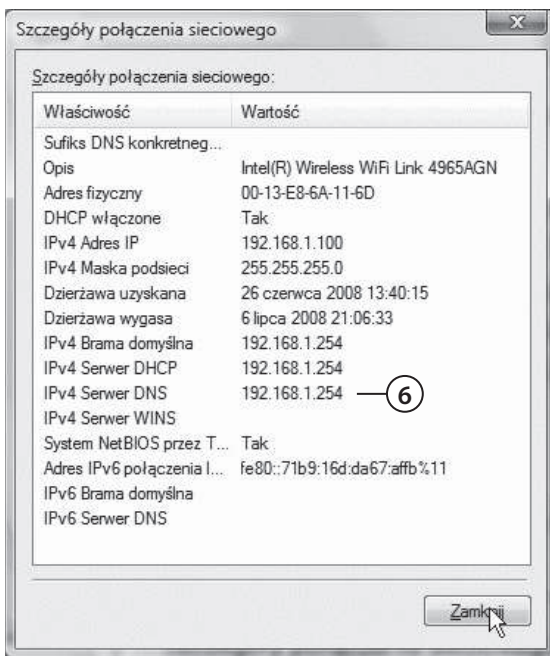 Szczegóły połączenia sieciowego
X
Szczegóły połączenia sieciowego:
Właściwość Wartość
Sufiks DNS konkretneg...
Opis Intel(R) Wireless WiFi Link 4965AGN
Adres fizyczny 00-13-E8-6A-11-6D
DHCP włączone Tak
IPv4 Adres IP 192.168.1.100
IPv4 Maska podsieci 255.255.255.0
Dzierżawa uzyskana 26 czerwca 2008 13:40:15
Dzierżawa wygasa 6 lipca 2008 21:06:33
IPv4 Brama domyślna 192.168.1.254
IPv4 Serwer DHCP 192.168.1.254
IPv4 Serwer DNS 192.168.1.254 6
IPv4 Serwer WINS
System NetBIOS przez T... Tak
Adres IPv6 połączenia l... fe80::71b9:16d:da67:affb%11
IPv6 Brama domyślna
IPv6 Serwer DNS
Zamknij